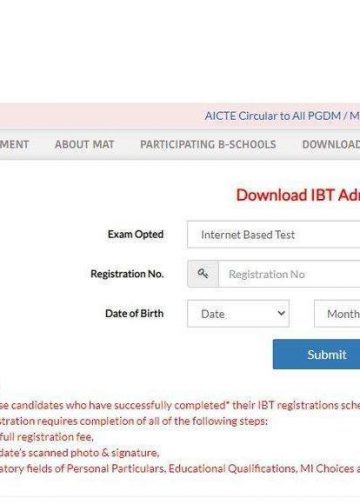 AICTE Circular to All PGDM / M
MENT ABOUT MAT PARTICIPATING B-SCHOOLS DOWNLOAD
Download IBT Adm
Exam Opted Internet Based Test
Registration No. Registration No
Date of Birth Date Month
Submit
se candidates who have successfully completed* their IBT registrations sche
stration requires completion of all of the following steps:
full registration fee,
date's scanned photo & signature,
atory fields of Personal Particulars, Educational Qualifications, MI Choices a